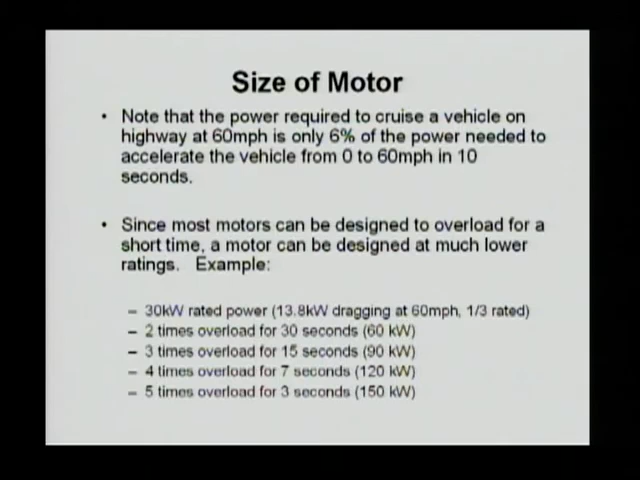 Size of Motor
• Note that the power required to cruise a vehicle on
highway at 60mph is only 6% of the power needed to
accelerate the vehicle from 0 to 60mph in 10
seconds.
• Since most motors can be designed to overload for a
short time, a motor can be designed at much lower
ratings. Example:
– 30kW rated power (13.8kW dragging at 60mph, 1/3 rated)
– 2 times overload for 30 seconds (60 kW)
– 3 times overload for 15 seconds (90 kW)
– 4 times overload for 7 seconds (120 kW)
– 5 times overload for 3 seconds (150 kW)